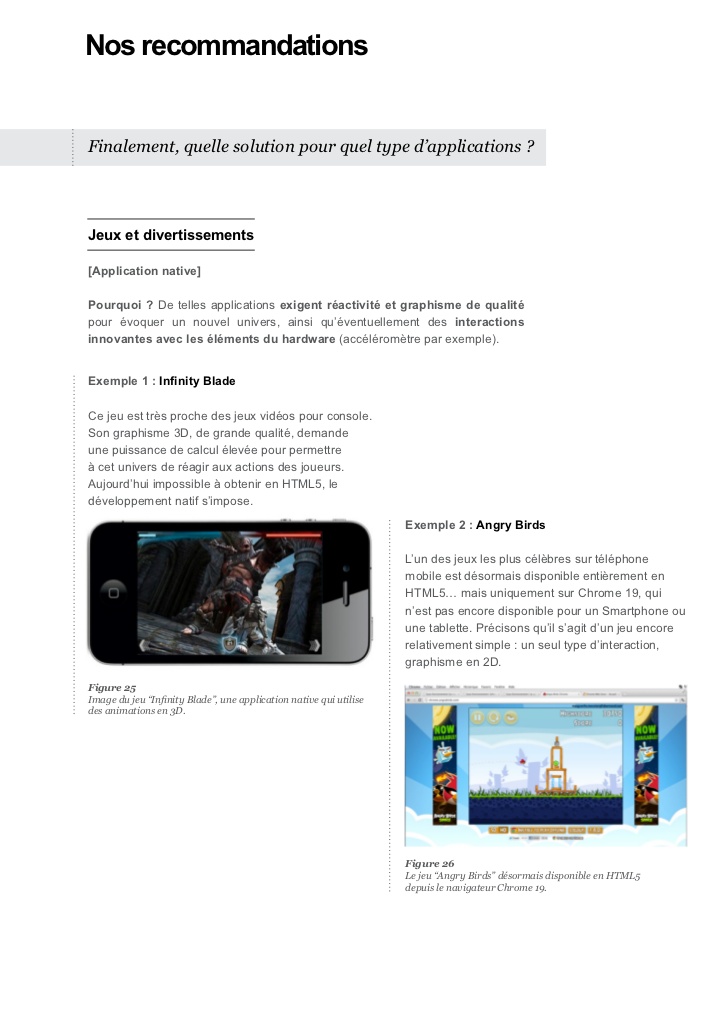 Nos recommandations
Finalement, quelle solution pour quel type d’applications ?
Jeux et divertissements
[Application native]
Pourquoi ? De telles applications exigent réactivité et graphisme de qualité
pour évoquer un nouvel univers, ainsi qu’éventuellement des interactions
innovantes avec les éléments du hardware (accéléromètre par exemple).
Exemple 1 : Infinity Blade
Ce jeu est très proche des jeux vidéos pour console.
Son graphisme 3D, de grande qualité, demande
une puissance de calcul élevée pour permettre
à cet univers de réagir aux actions des joueurs.
Aujourd’hui impossible à obtenir en HTML5, le
développement natif s’impose.
Figure 25
Image du jeu “Infinity Blade”, une application native qui utilise
des animations en 3D.
Exemple 2 : Angry Birds
L’un des jeux les plus célèbres sur téléphone
mobile est désormais disponible entièrement en
HTML5… mais uniquement sur Chrome 19, qui
n’est pas encore disponible pour un Smartphone ou
une tablette. Précisons qu’il s’agit d’un jeu encore
relativement simple : un seul type d’interaction,
graphisme en 2D.
NOW
NOW
Figure 26
Le jeu “Angry Birds” désormais disponible en HTML5
depuis le navigateur Chrome 19.